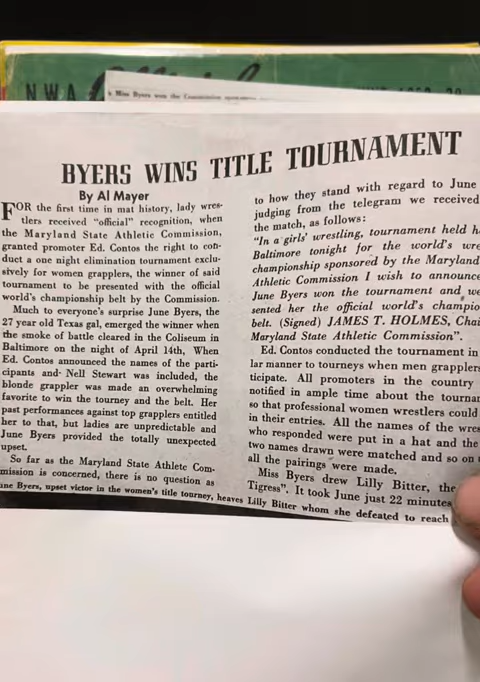 NWA Official
Miss Byers won the Commission
BYERS WINS TITLE TOURNAMENT
By Al Mayer
FOR the first time in mat history, lady wres-
tlers received "official" recognition, when
the Maryland State Athletic Commission,
granted promoter Ed. Contos the right to con-
duct a one night elimination tournament exclu-
sively for women grapplers, the winner of said
tournament to be presented with the official
world's championship belt by the Commission.
Much to everyone's surprise June Byers, the
27 year old Texas gal, emerged the winner when
the smoke of battle cleared in the Coliseum in
Baltimore on the night of April 14th, When
Ed. Contos announced the names of the parti-
cipants and- Nell Stewart was included, the
blonde grappler was made an overwhelming
favorite to win the tourney and the belt. Her
past performances against top grapplers entitled
her to that, but ladies are unpredictable and
June Byers provided the totally unexpected
upset.
So far as the Maryland State Athlete Com-
mission is concerned, there is no question as
to how they stand with regard to June
judging from the telegram we received
the match, as follows:
"In a girls' wrestling, tournament held h
Baltimore tonight for the world's wre
championship sponsored by the Maryland
Athletic Commission I wish to announce
June Byers won the tournament and we
sented her the official world's champio
belt. (Signed) JAMES T. HOLMES, Chai
Maryland State Athletic Commission".
Ed. Contos conducted the tournament in
lar manner to tourneys when men grapplers
ticipate. All promoters in the country
notified in ample time about the tourna
so that professional women wrestlers could
in their entries. All the names of the wres
who responded were put in a hat and the
two names drawn were matched and so on
all the pairings were made.
Miss Byers drew Lilly Bitter, the
Tigress". It took June just 22 minutes
une Byers, upset victor in the women's title tourney, heaves Lilly Bitter whom she defeated to reach